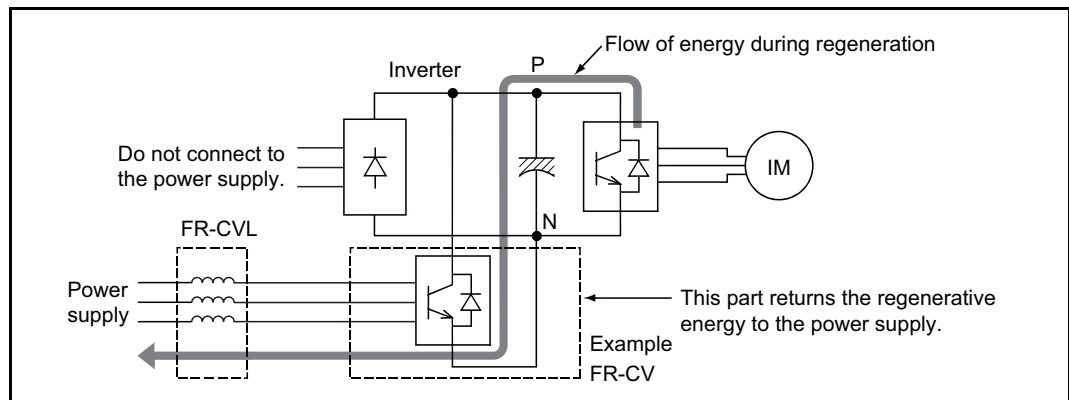 Flow of energy during regeneration
Inverter
P
Do not connect to
the power supply.
IM
N
FR-CVL
Power
supply
This part returns the regenerative
energy to the power supply.
Example
FR-CV